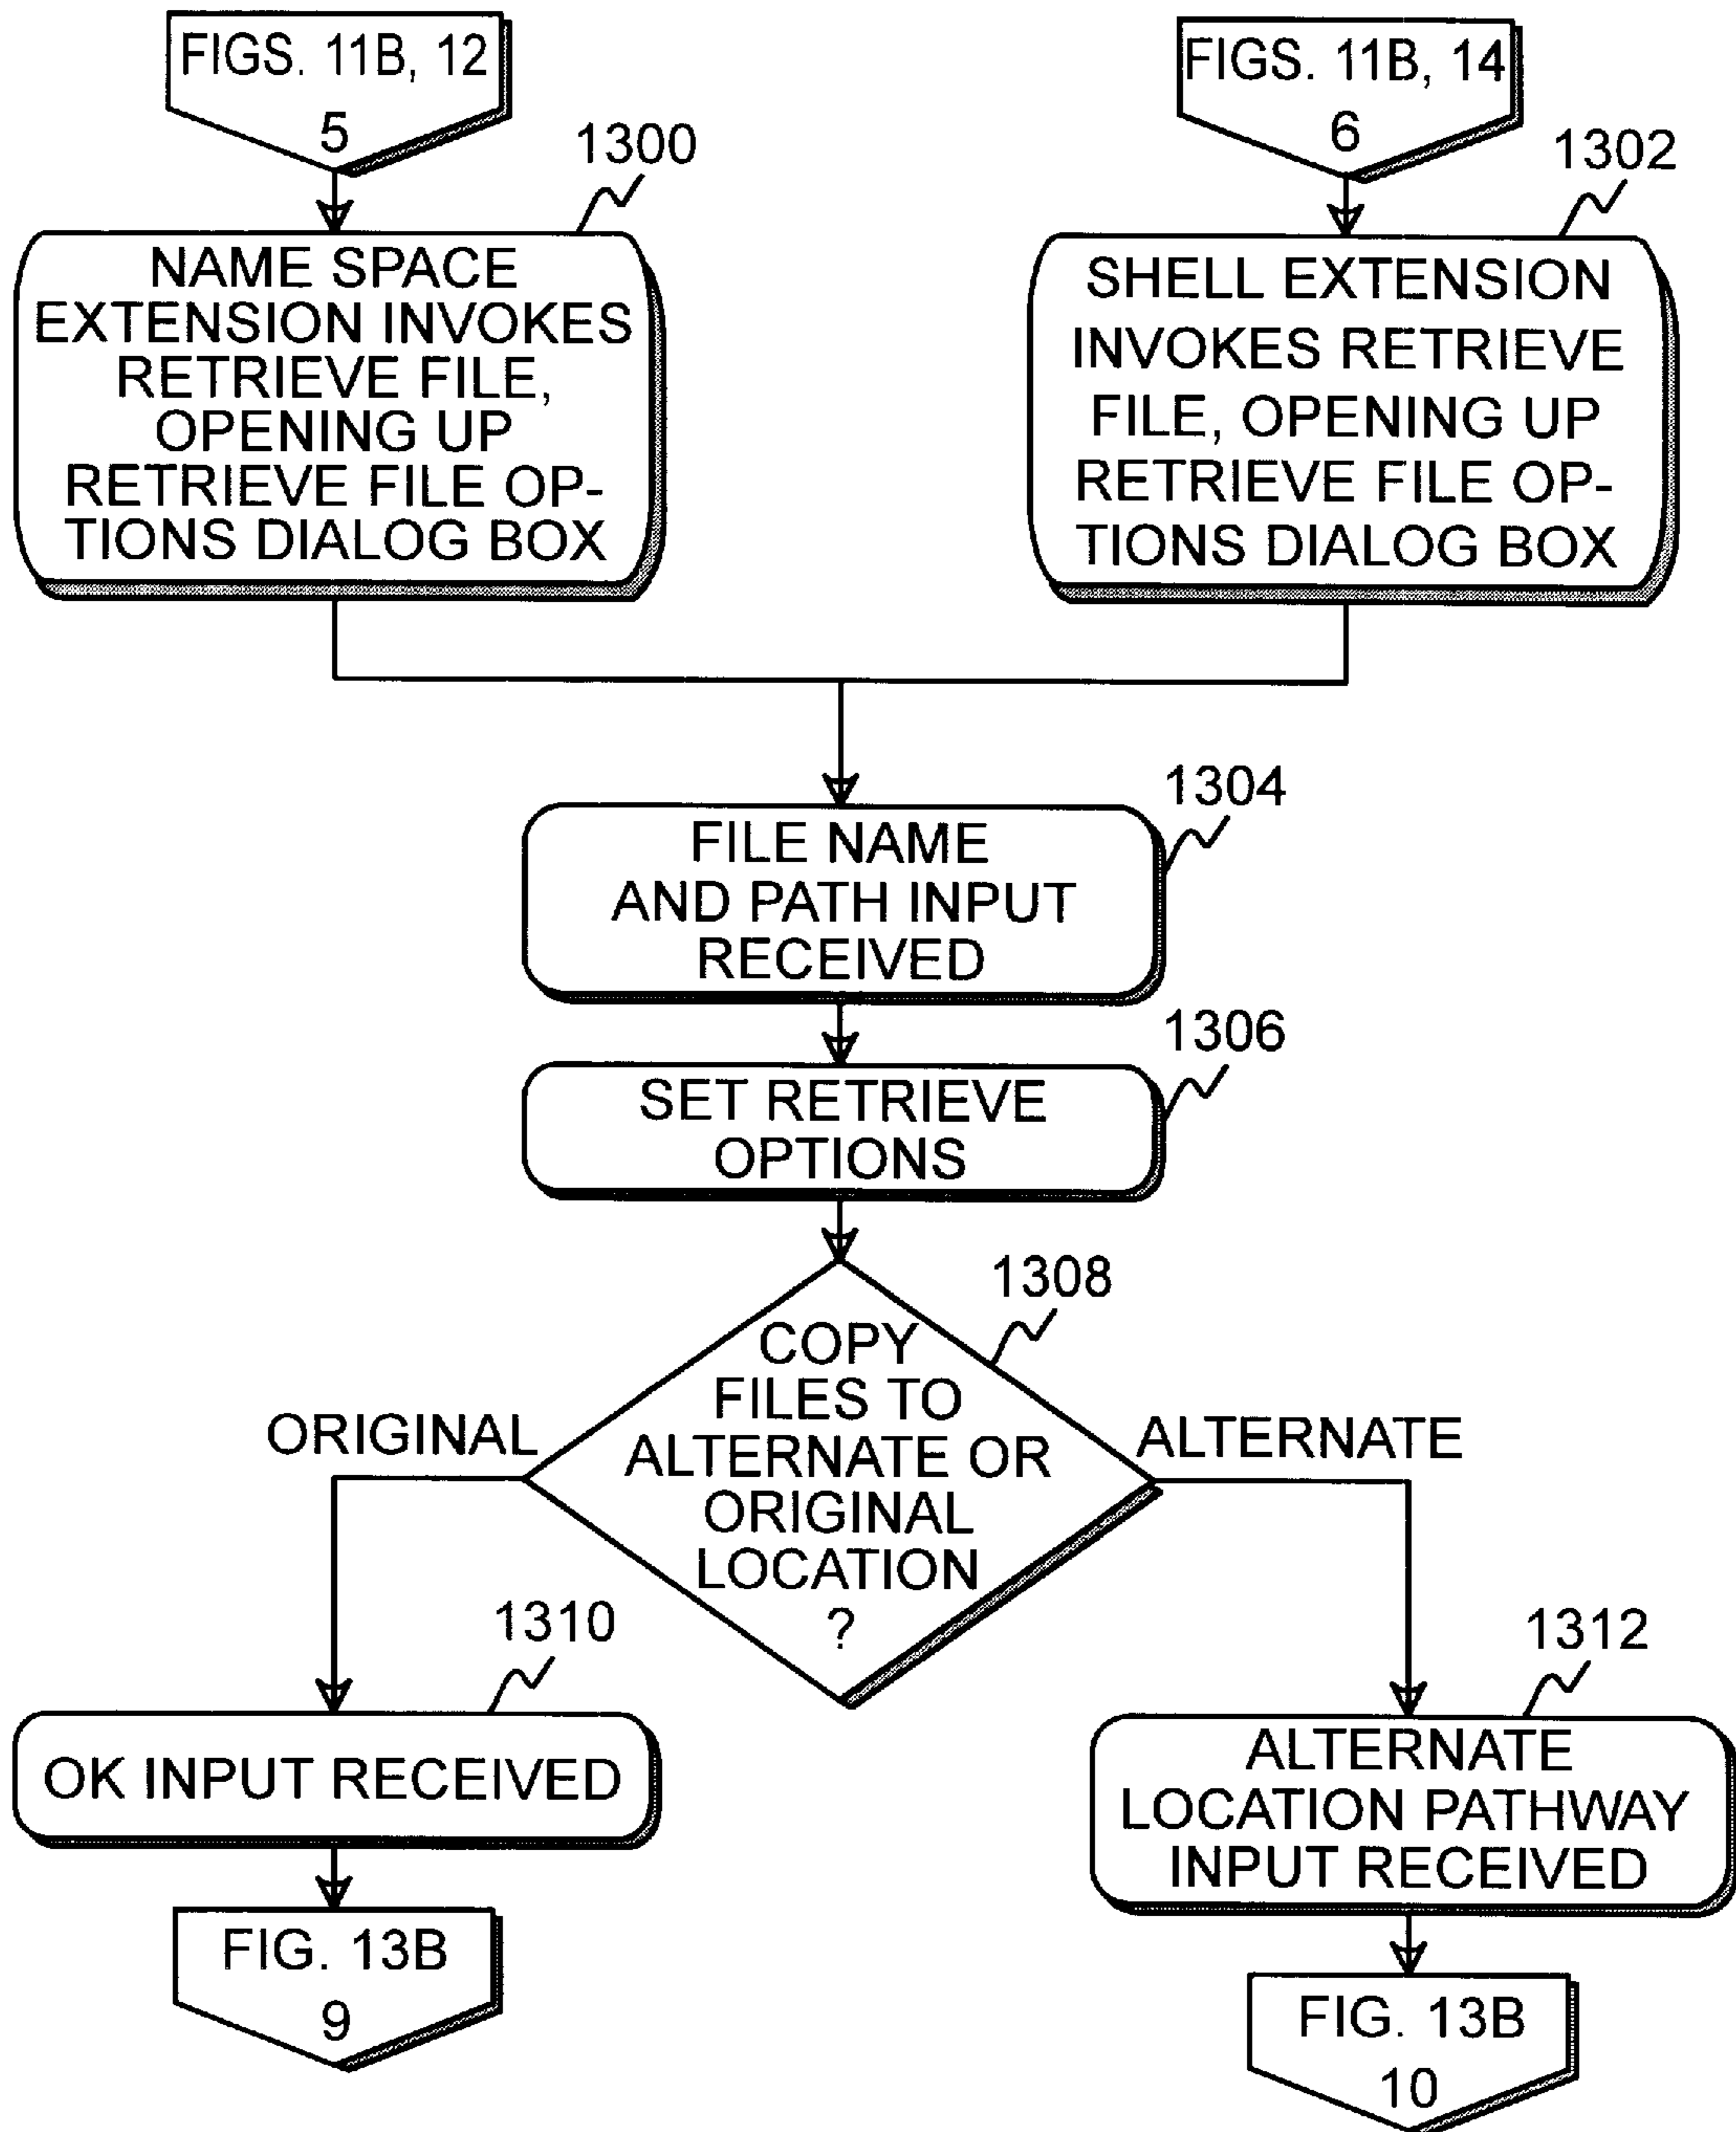 FIGS. 11B, 12
5
FIGS. 11B, 14
6
1300
NAME SPACE
EXTENSION INVOKES
RETRIEVE FILE,
OPENING UP
RETRIEVE FILE OP-
TIONS DIALOG BOX
1302
SHELL EXTENSION
INVOKES RETRIEVE
FILE, OPENING UP
RETRIEVE FILE OP-
TIONS DIALOG BOX
1304
FILE NAME
AND PATH INPUT
RECEIVED
1306
SET RETRIEVE
OPTIONS
1308
COPY
FILES TO
ALTERNATE OR
ORIGINAL
LOCATION
?
ORIGINAL
ALTERNATE
1310
OK INPUT RECEIVED
1312
ALTERNATE
LOCATION PATHWAY
INPUT RECEIVED
FIG. 13B
9
FIG. 13B
10